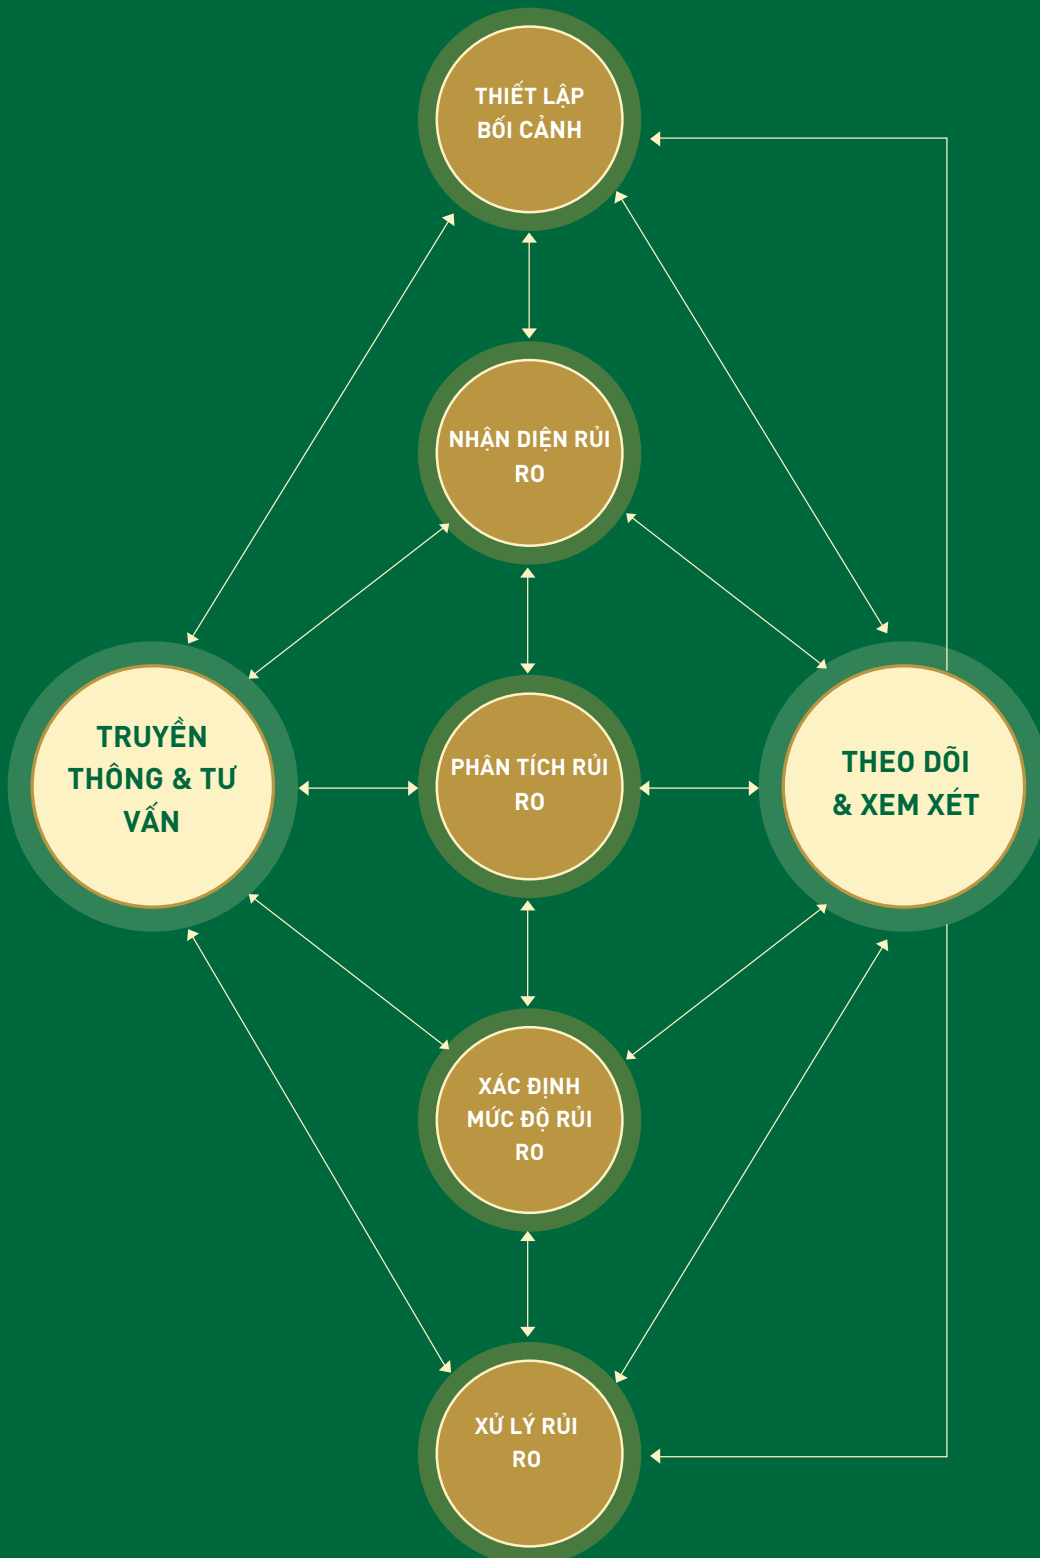 THIẾT LẬP
BỐI CẢNH
NHẬN DIỆN RỦI
RO
TRUYỀN
THÔNG & TƯ
VẤN
PHÂN TÍCH RỦI
RO
THEO DÕI
& XEM XÉT
XÁC ĐỊNH
MỨC ĐỘ RỦI
RO
XỬ LÝ RỦI
RO